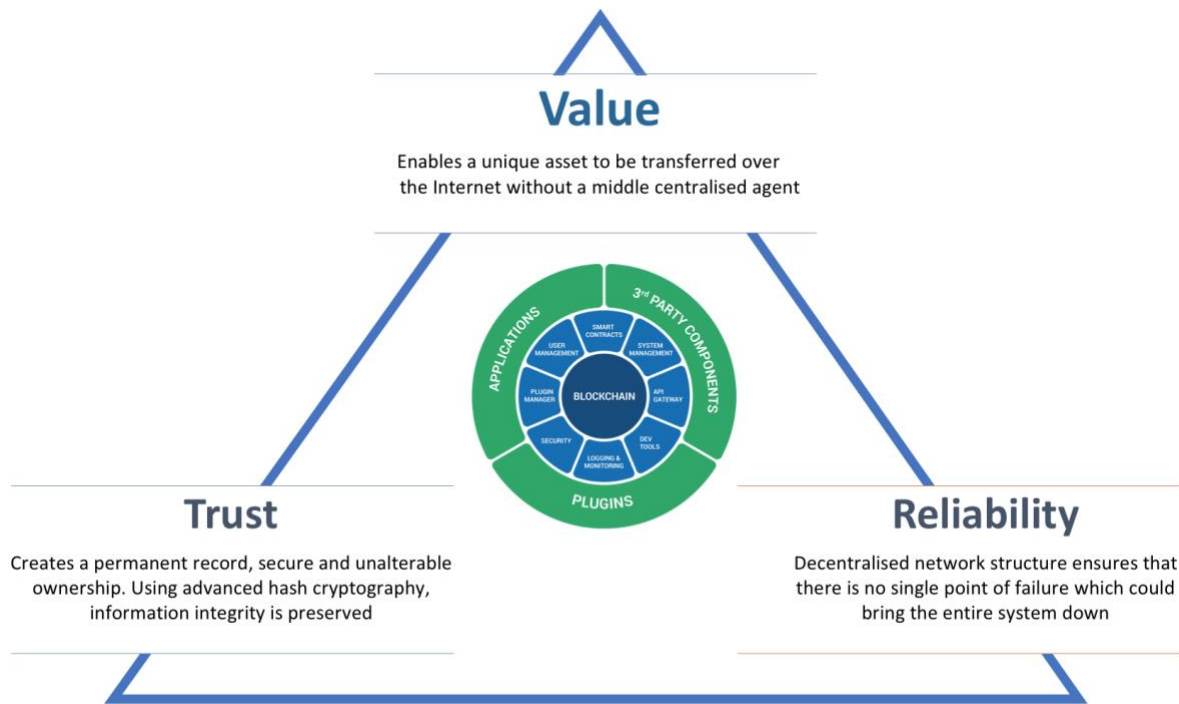 Value
Enables a unique asset to be transferred over
the Internet without a middle centralised agent
APPLICATIONS
3rd PARTY COMPONENTS
PLUGINS
SMART
CONTRACTS
SYSTEM
MANAGEMENT
API
GATEWAY
DEV
TOOLS
LOGGING &
MONITORING
SECURITY
PLUGIN
MANAGER
USER
MANAGEMENT
BLOCKCHAIN
Trust
Creates a permanent record, secure and unalterable
ownership. Using advanced hash cryptography,
information integrity is preserved
Reliability
Decentralised network structure ensures that
there is no single point of failure which could
bring the entire system down